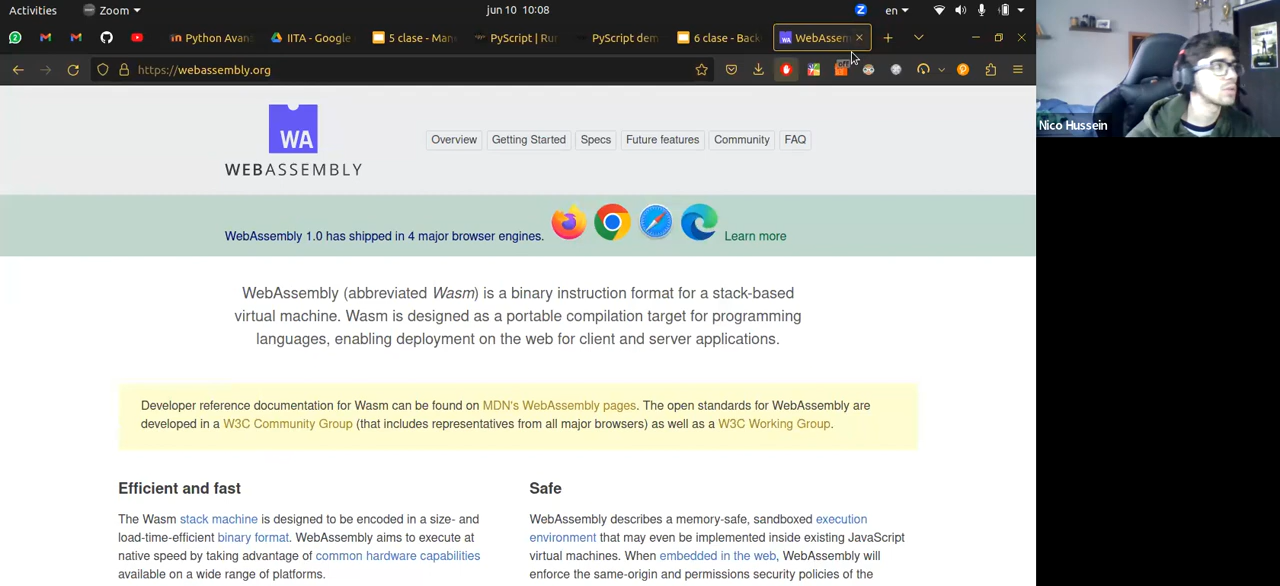 Activities
Zoom
jun 10 10:08
en
Python Avan
IITA - Google
5 clase - Man
PyScript | Run
PyScript dem
6 clase - Back
WebAssem
https://webassembly.org
Nico Hussein
WA
WEBASSEMBLY
Overview
Getting Started
Specs
Future features
Community
FAQ
WebAssembly 1.0 has shipped in 4 major browser engines.
Learn more
WebAssembly (abbreviated Wasm) is a binary instruction format for a stack-based
virtual machine. Wasm is designed as a portable compilation target for programming
languages, enabling deployment on the web for client and server applications.
Developer reference documentation for Wasm can be found on MDN's WebAssembly pages. The open standards for WebAssembly are
developed in a W3C Community Group (that includes representatives from all major browsers) as well as a W3C Working Group.
Efficient and fast
The Wasm stack machine is designed to be encoded in a size- and
load-time-efficient binary format. WebAssembly aims to execute at
native speed by taking advantage of common hardware capabilities
available on a wide range of platforms.
Safe
WebAssembly describes a memory-safe, sandboxed execution
environment that may even be implemented inside existing JavaScript
virtual machines. When embedded in the web, WebAssembly will
enforce the same-origin and permissions security policies of the